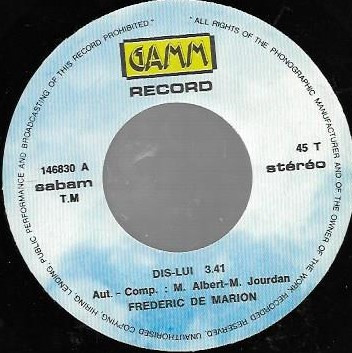 GAMM
RECORD
146830 A
sabam
T.M
45 T
stéréo
DIS-LUI 3.41
Aut. - Comp. : M. Albert-M. Jourdan
FREDERIC DE MARION
"ALL RIGHTS OF THE PHONOGRAPHIC PRODUCER AND OF THE OWNER OF THE WORK RECORDED RESERVED, UNAUTHORISED COPYING, HIRING, LENDING PUBLIC PERFORMANCE AND BROADCASTING OF THIS RECORD PROHIBITED"